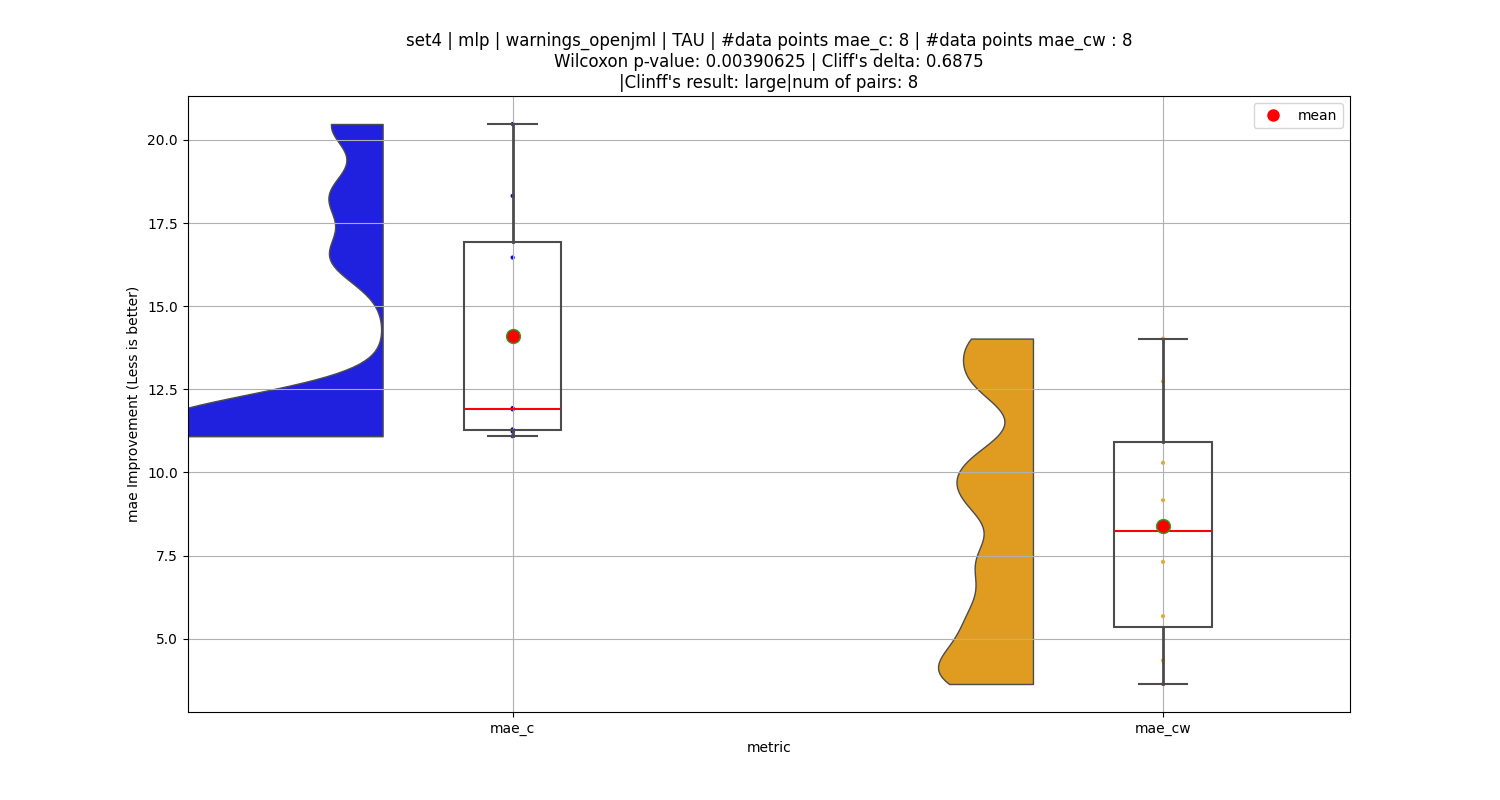 set4 | mlp | warnings_openjml | TAU | #data points mae_c: 8 | #data points mae_cw : 8
Wilcoxon p-value: 0.00390625 | Cliff's delta: 0.6875
|Clinff's result: large|num of pairs: 8
mean
20.0
17.5
15.0
12.5
10.0
7.5
5.0
mae Improvement (Less is better)
mae_c
mae_cw
metric